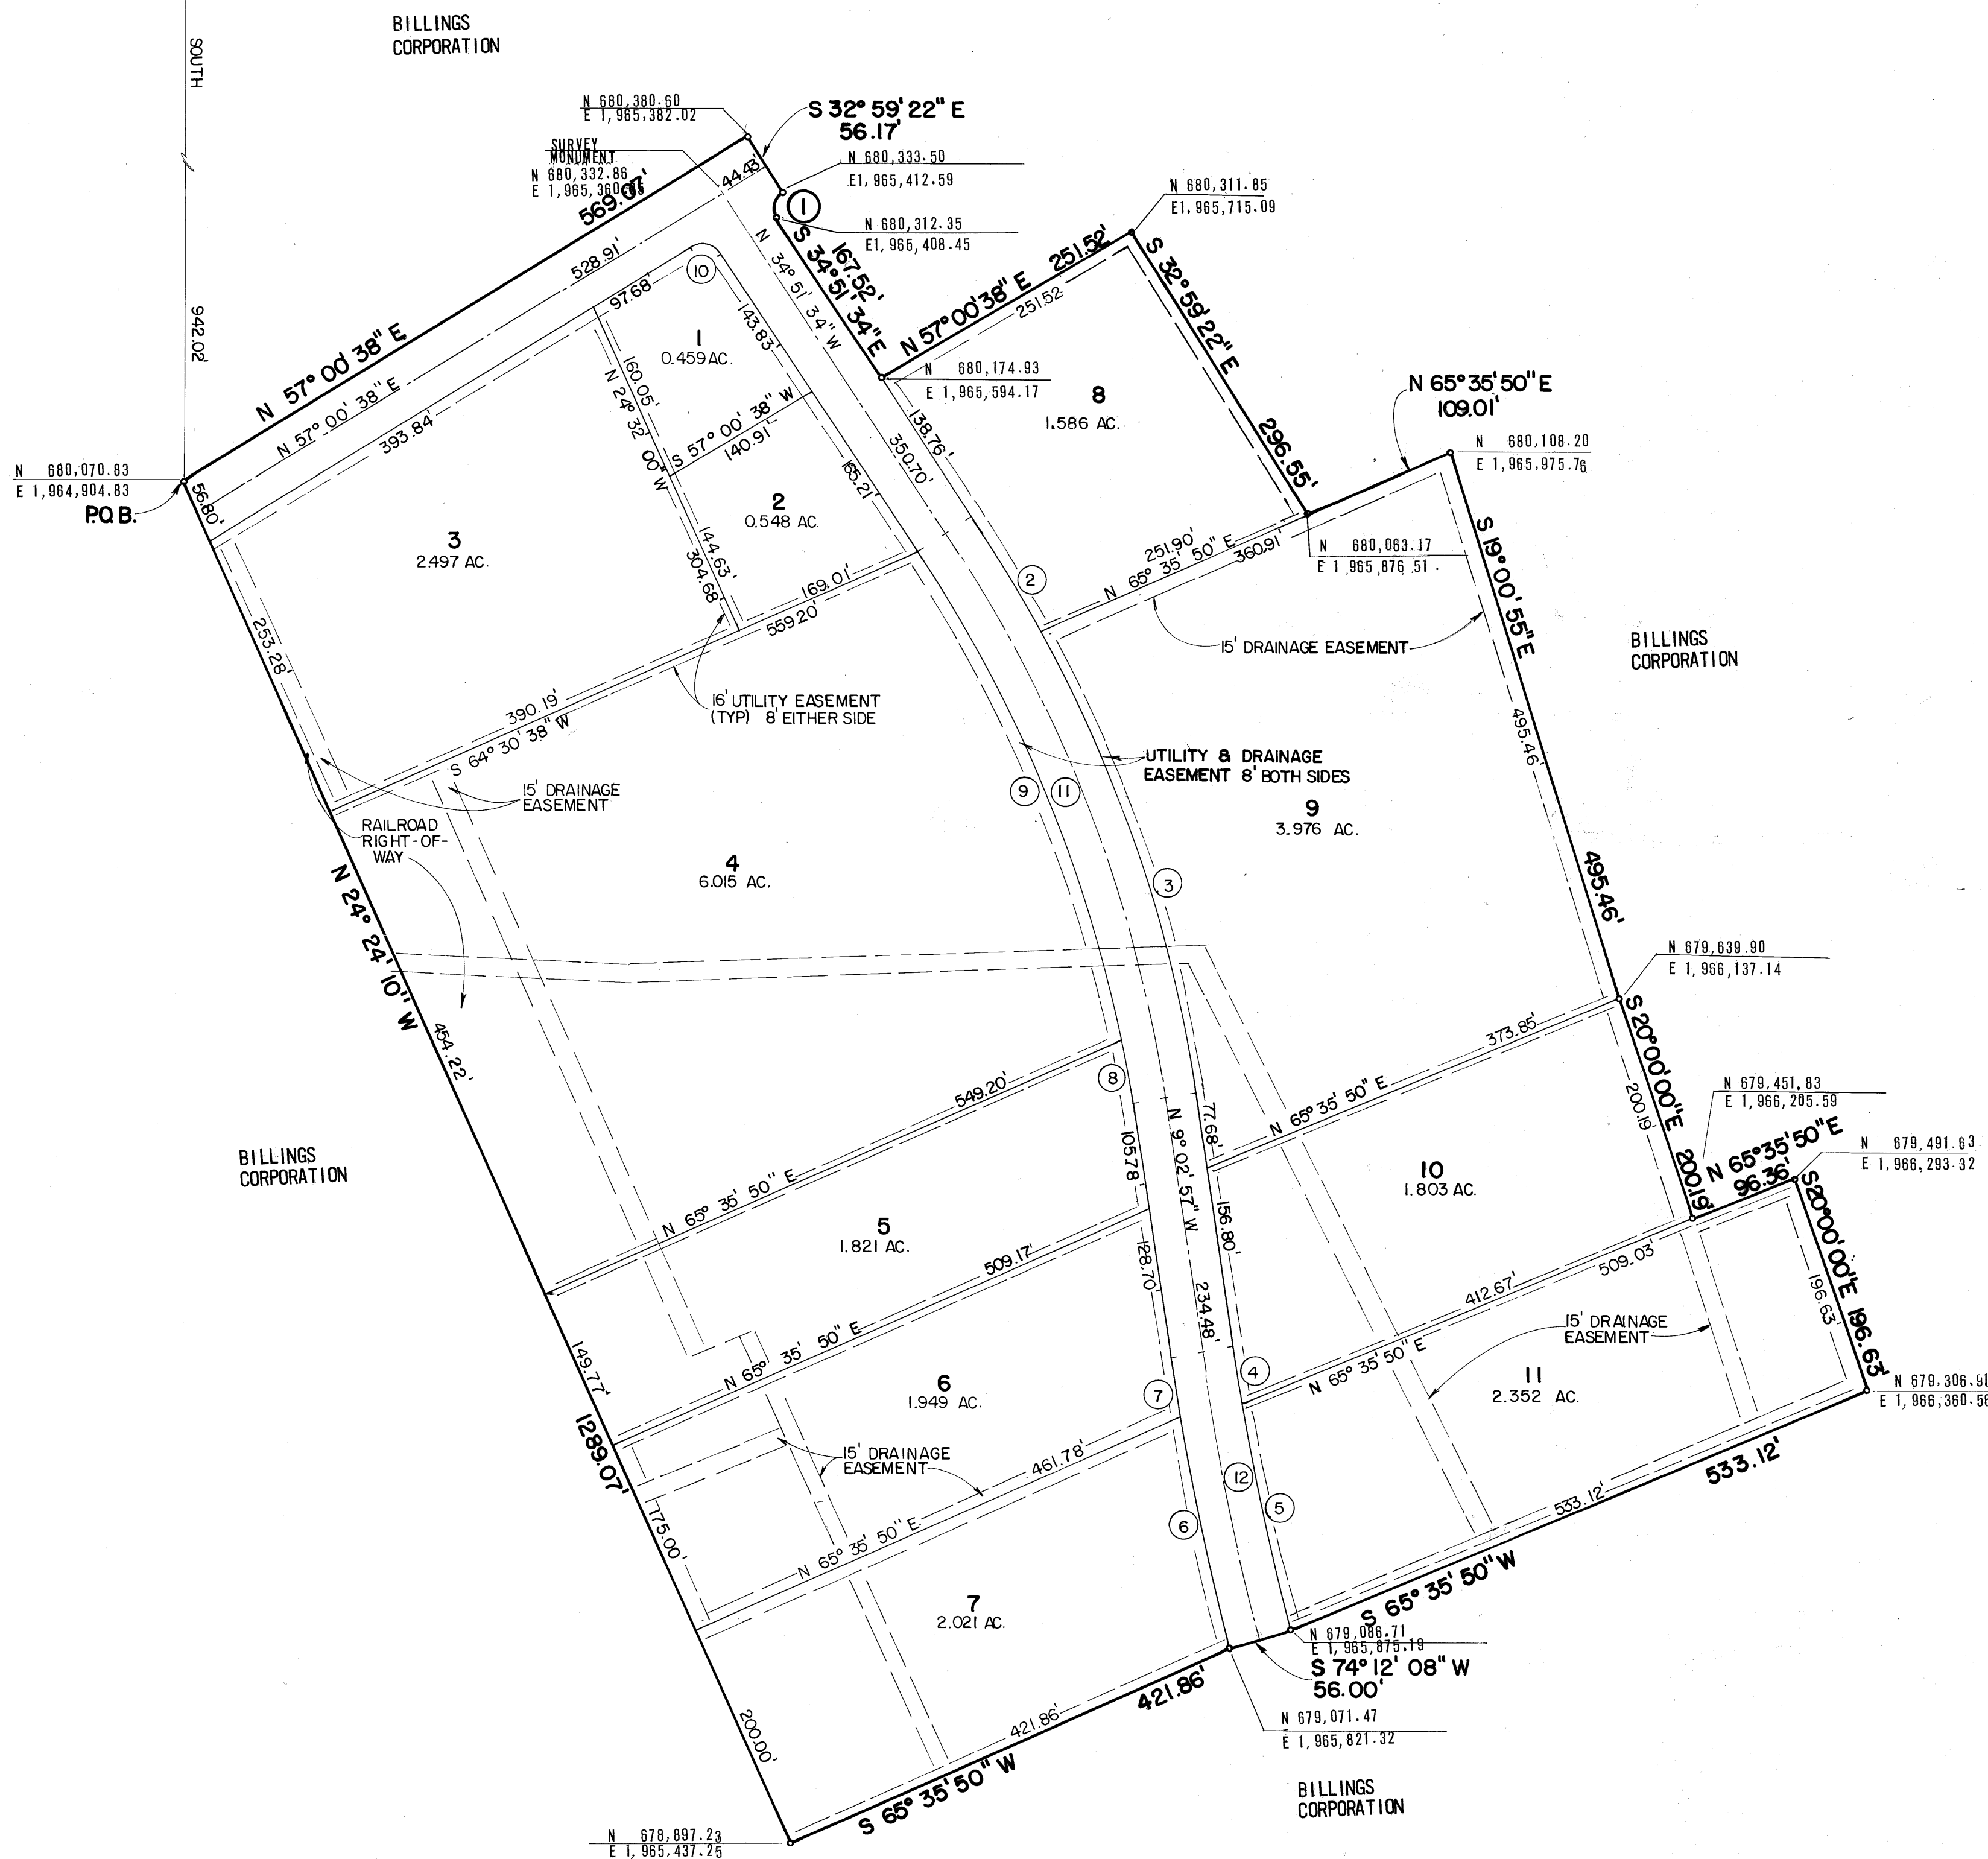 BILLINGS
CORPORATION
SOUTH
942.02'
N 680,380.60
E 1,965,382.02
S 32° 59' 22" E
56.17'
SURVEY
MONUMENT
N 680,332.86
569.07'
44.43'
N 680,333.50
E1,965,412.59
1
N 680,312.35
E1,965,408.45
N 680,311.85
E1,965,715.09
528.91'
N 57° 00' 38" E
N 57° 00' 38" E
393.84'
97.68'
10
143.83'
N 34° 51' 34" W
S 34° 51' 34" E
167.52'
N 57° 00' 38" E 251.52'
251.52
S 32° 59' 22" E
296.55'
1
0.459 AC.
160.05'
N 24° 32' 00" W
S 57° 00' 38" W
140.91'
N 680,174.93
E 1,965,594.17
8
1.586 AC.
138.76'
350.70'
N 65° 35' 50" E
109.01'
N 680,108.20
E 1,965,975.76
N 680,070.83
E 1,964,904.83
P.O.B.
56.80'
3
2.497 AC.
2
0.548 AC.
165.21'
144.63'
304.68'
169.01'
559.20'
2
251.90'
N 65° 35' 50" E
360.91'
N 680,063.17
E 1,965,876.51
S 19° 00' 55" E
253.28'
15' DRAINAGE EASEMENT
BILLINGS
CORPORATION
390.19'
S 64° 30' 38" W
16' UTILITY EASEMENT
(TYP) 8' EITHER SIDE
495.46'
UTILITY & DRAINAGE
EASEMENT 8' BOTH SIDES
15' DRAINAGE
EASEMENT
9
11
9
3.976 AC.
RAILROAD
RIGHT-OF-
WAY
4
6.015 AC.
3
495.46'
N 24° 24' 10" W
N 679,639.90
E 1,966,137.14
454.22'
S 20° 00' 00" E
200.19'
373.85'
549.20'
8
N 65° 35' 50" E
77.68'
200.19'
N 679,451.83
E 1,966,205.59
N 65° 35' 50" E
96.36'
N 679,491.63
E 1,966,293.32
BILLINGS
CORPORATION
105.78'
N 9° 02' 57" W
10
1.803 AC.
N 65° 35' 50" E
5
1.821 AC.
156.80'
S 20° 00' 00" E 196.63'
509.17'
128.70'
234.48'
412.67'
509.03'
196.63'
N 65° 35' 50" E
15' DRAINAGE
EASEMENT
149.77'
6
1.949 AC.
7
4
N 65° 35' 50" E
11
2.352 AC.
N 679,306.91
1289.07'
15' DRAINAGE
EASEMENT
461.78'
12
533.12'
175.00'
6
5
533.12'
N 65° 35' 50" E
S 65° 35' 50" W
7
2.021 AC.
N 679,086.71
E 1,965,875.19
S 74° 12' 08" W
56.00'
421.86'
421.86'
200.00'
N 679,071.47
E 1,965,821.32
S 65° 35' 50" W
BILLINGS
CORPORATION
N 678,897.23
E 1,965,437.25